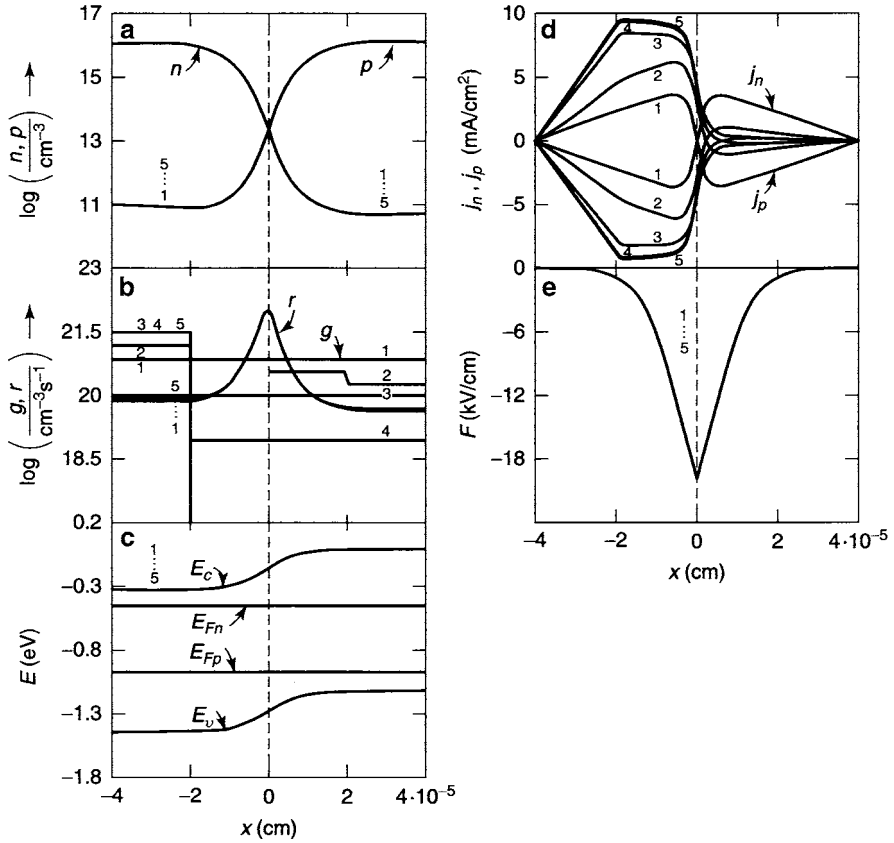 a
16
15
13
11
23
log (n, p / cm⁻³) →
n
p
5
1
1
5
b
21.5
20
18.5
0.2
log (g, r / cm⁻³s⁻¹) →
3 4 5
2
1
5
1
r
g
1
2
3
4
c
−0.3
−0.8
−1.3
−1.8
E (eV)
1
5
E_c
E_Fn
E_Fp
E_υ
−4
−2
0
2
4·10⁻⁵
x (cm)
d
10
5
0
−5
0
j_n , j_p (mA/cm²)
4
5
3
2
1
j_n
1
2
3
4
5
j_p
e
−6
−12
−18
F (kV/cm)
1
5
−4
−2
0
2
4·10⁻⁵
x (cm)